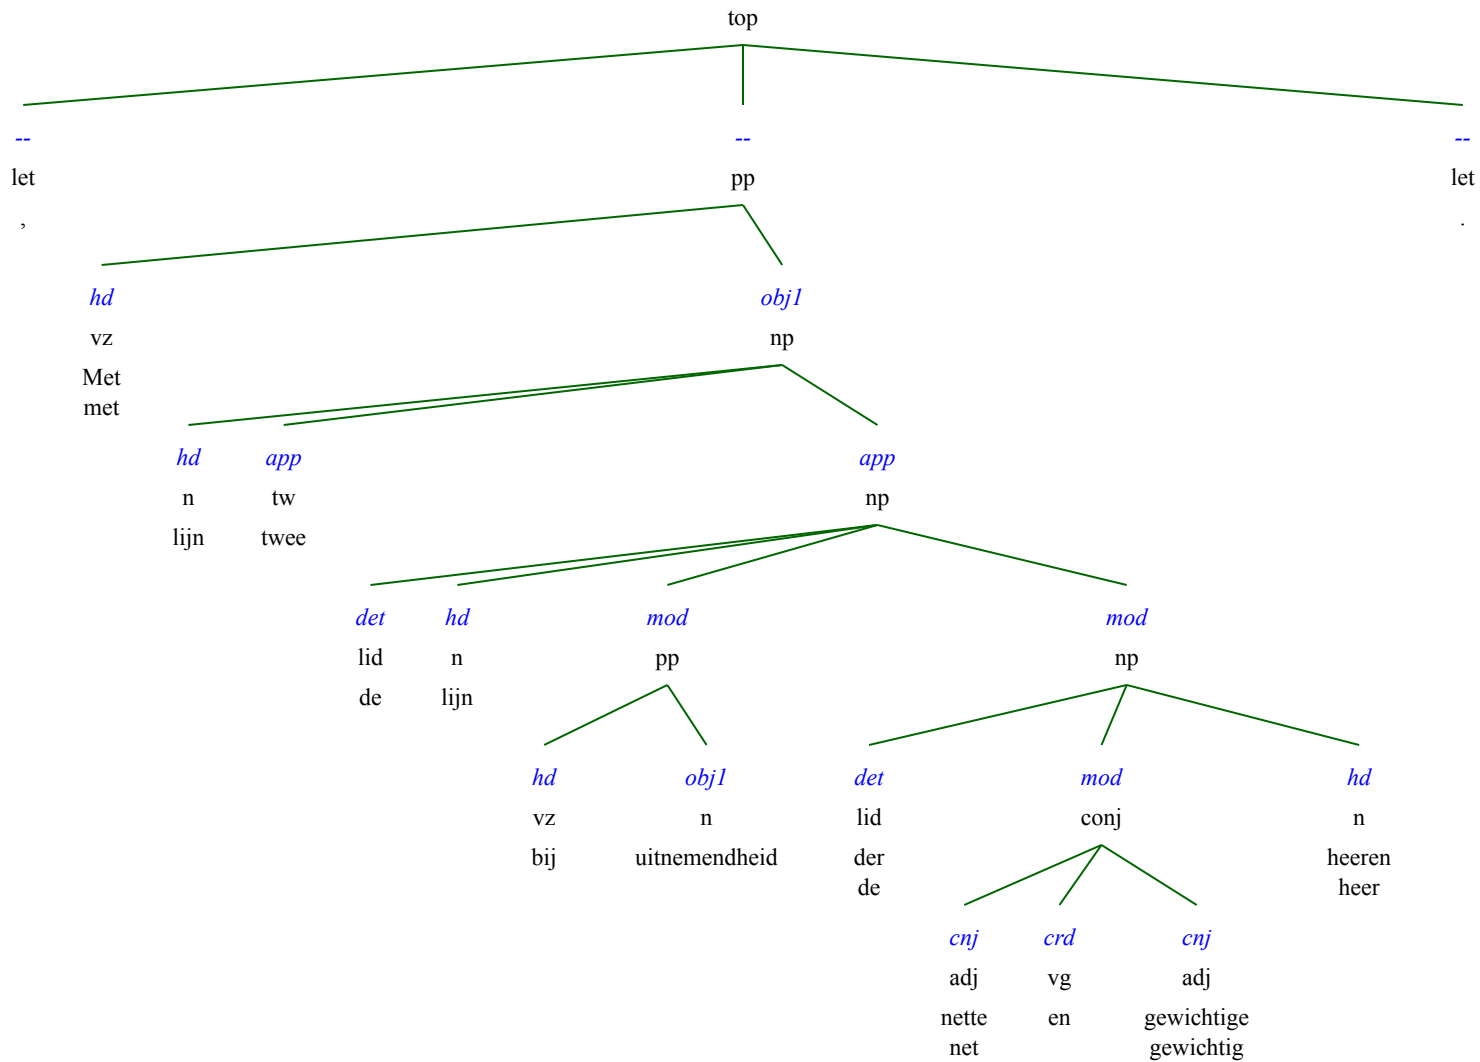 top
-- -- --
let pp let
, .
hd obj1
vz np
Met
met
hd app app
n tw np
lijn twee
det hd mod mod
lid n pp np
de lijn
hd obj1 det mod hd
vz n lid conj n
bij uitnemendheid der heeren
de heer
cnj crd cnj
adj vg adj
nette en gewichtige
net gewichtig